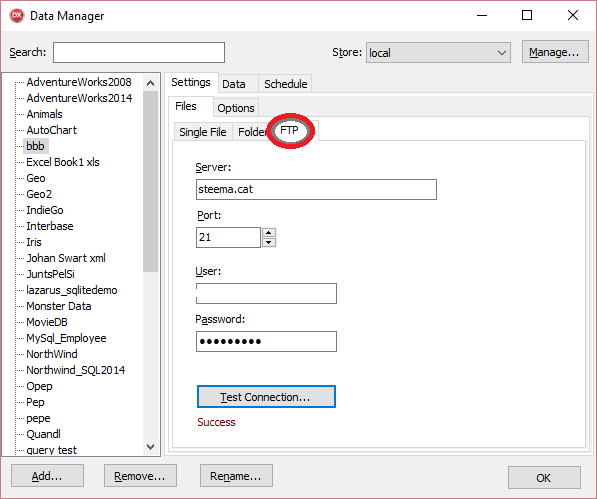 DX Data Manager
Search: Store: local Manage...
AdventureWorks2008
AdventureWorks2014
Animals
AutoChart
bbb
Excel Book1 xls
Geo
Geo2
IndieGo
Interbase
Iris
Johan Swart xml
JuntsPelSi
lazarus_sqlitedemo
Monster Data
MovieDB
MySql_Employee
NorthWind
Northwind_SQL2014
Opep
Pep
pepe
Quandl
query test
Settings Data Schedule
Files Options
Single File Folder FTP
Server:
steema.cat
Port:
21
User:
Password:
●●●●●●●●●
Test Connection...
Success
Add... Remove... Rename... OK